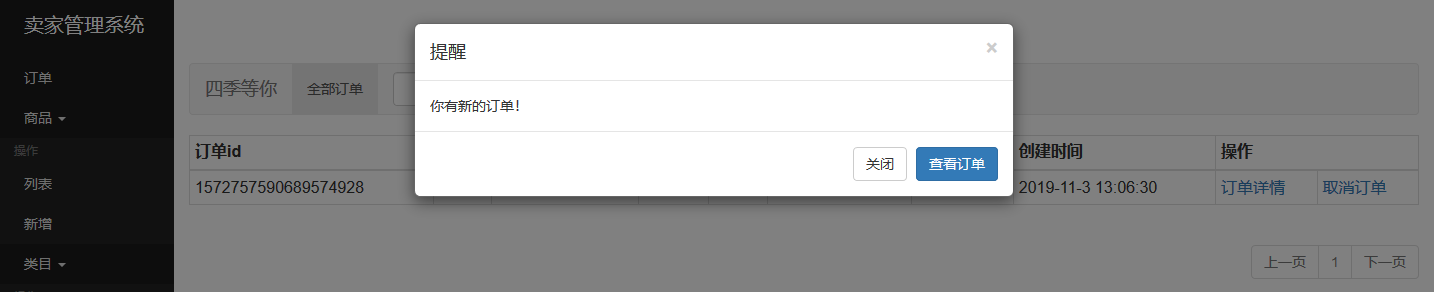 卖家管理系统
订单
商品
操作
列表
新增
类目
四季等你 全部订单
提醒 ×
你有新的订单！
关闭 查看订单
订单id 创建时间 操作
1572757590689574928 2019-11-3 13:06:30 订单详情 取消订单
上一页 1 下一页